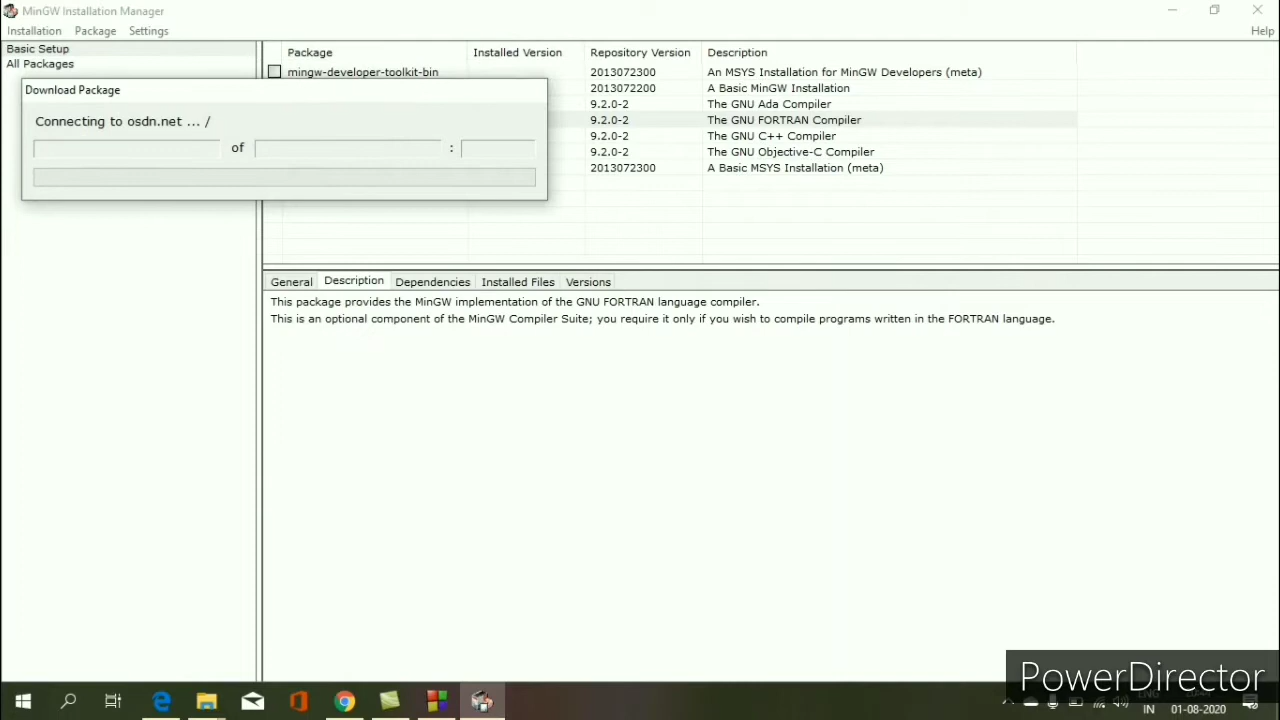 MinGW Installation Manager
Installation Package Settings Help
Basic Setup
All Packages
Package Installed Version Repository Version Description
mingw-developer-toolkit-bin 2013072300 An MSYS Installation for MinGW Developers (meta)
2013072200 A Basic MinGW Installation
9.2.0-2 The GNU Ada Compiler
9.2.0-2 The GNU FORTRAN Compiler
9.2.0-2 The GNU C++ Compiler
9.2.0-2 The GNU Objective-C Compiler
2013072300 A Basic MSYS Installation (meta)
Download Package
Connecting to osdn.net ... /
of :
General Description Dependencies Installed Files Versions
This package provides the MinGW implementation of the GNU FORTRAN language compiler.
This is an optional component of the MinGW Compiler Suite; you require it only if you wish to compile programs written in the FORTRAN language.
PowerDirector
IN 01-08-2020